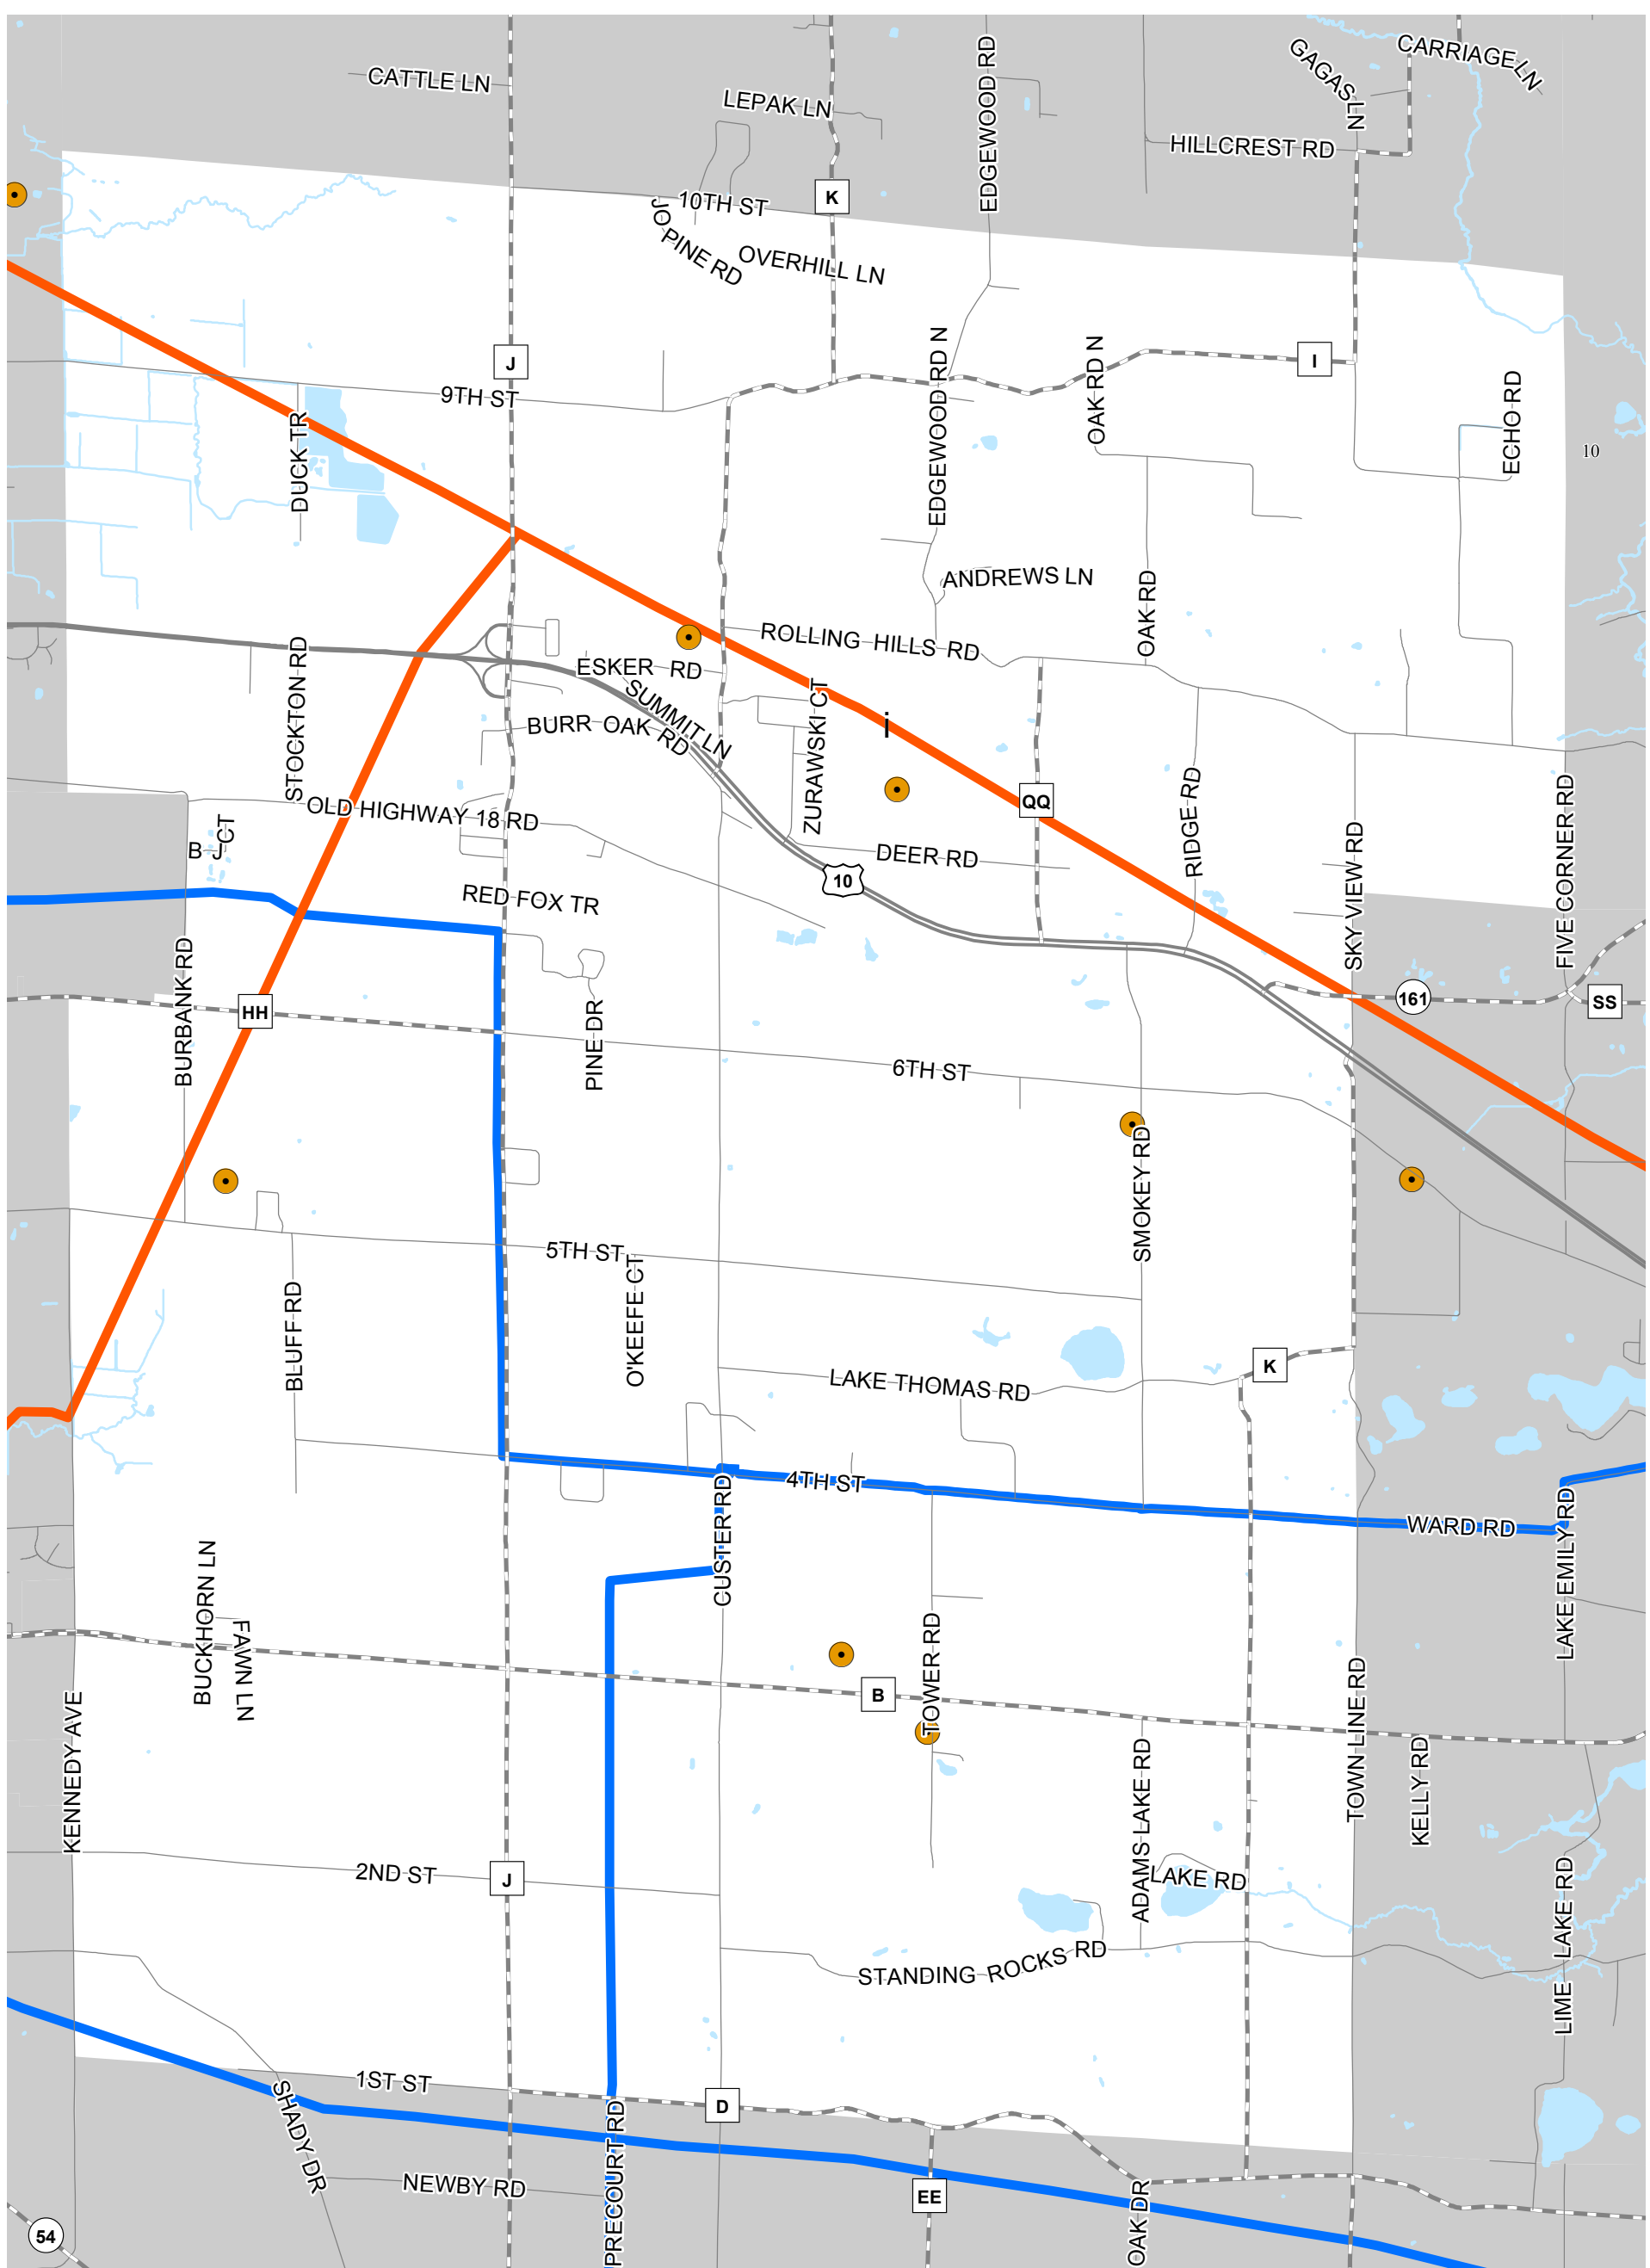 CARRIAGE LN
GAGAS LN
CATTLE LN
LEPAK LN
EDGEWOOD RD
HILLCREST RD
K
10TH ST
JO PINE RD
OVERHILL LN
J
I
9TH ST
EDGEWOOD RD N
OAK RD N
ECHO RD
10
DUCK TR
ANDREWS LN
OAK RD
ROLLING HILLS RD
ESKER RD
SUMMIT LN
STOCKTON RD
BURR OAK RD
ZURAWSKI CT
i
QQ
RIDGE RD
OLD HIGHWAY 18 RD
B J CT
DEER RD
SKY VIEW RD
FIVE CORNER RD
10
RED FOX TR
BURBANK RD
HH
161
SS
PINE DR
6TH ST
SMOKEY RD
5TH ST
O'KEEFE CT
BLUFF RD
LAKE THOMAS RD
K
4TH ST
CUSTER RD
WARD RD
LAKE EMILY RD
BUCKHORN LN
FAWN LN
TOWER RD
B
KENNEDY AVE
TOWN LINE RD
KELLY RD
ADAMS LAKE RD
2ND ST
J
LAKE RD
STANDING ROCKS RD
LIME LAKE RD
1ST ST
D
SHADY DR
NEWBY RD
PRECOURT RD
EE
OAK DR
54